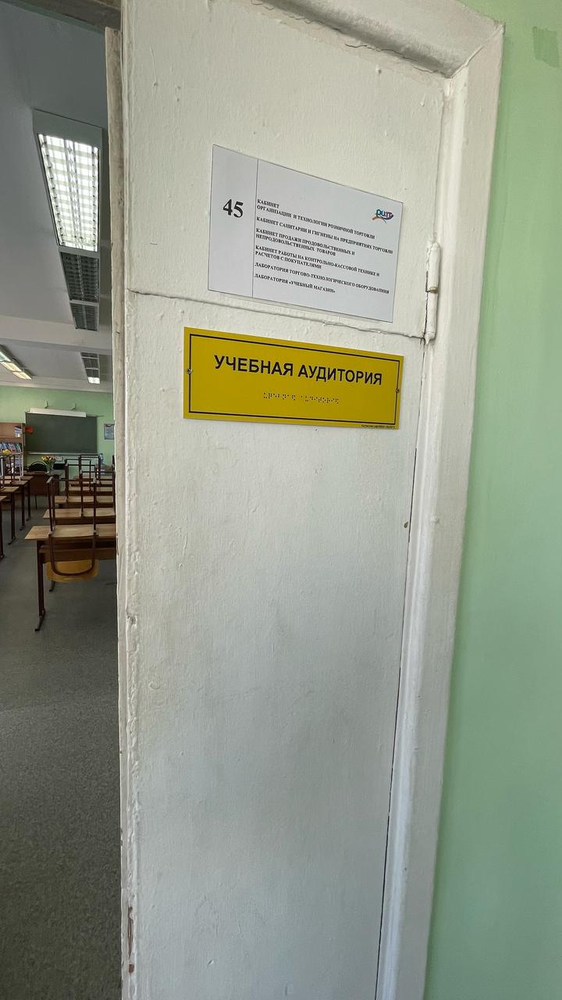 45
КАБИНЕТ
ОРГАНИЗАЦИИ И ТЕХНОЛОГИИ РОЗНИЧНОЙ ТОРГОВЛИ
КАБИНЕТ САНИТАРИИ И ГИГИЕНЫ НА ПРЕДПРИЯТИЯХ ТОРГОВЛИ
КАБИНЕТ ПРОДАЖИ ПРОДОВОЛЬСТВЕННЫХ И
НЕПРОДОВОЛЬСТВЕННЫХ ТОВАРОВ
КАБИНЕТ РАБОТЫ НА КОНТРОЛЬНО-КАССОВОЙ ТЕХНИКЕ И
РАСЧЕТОВ С ПОКУПАТЕЛЯМИ
ЛАБОРАТОРИЯ ТОРГОВО-ТЕХНОЛОГИЧЕСКОГО ОБОРУДОВАНИЯ
ЛАБОРАТОРИЯ «УЧЕБНЫЙ МАГАЗИН»
УЧЕБНАЯ АУДИТОРИЯ